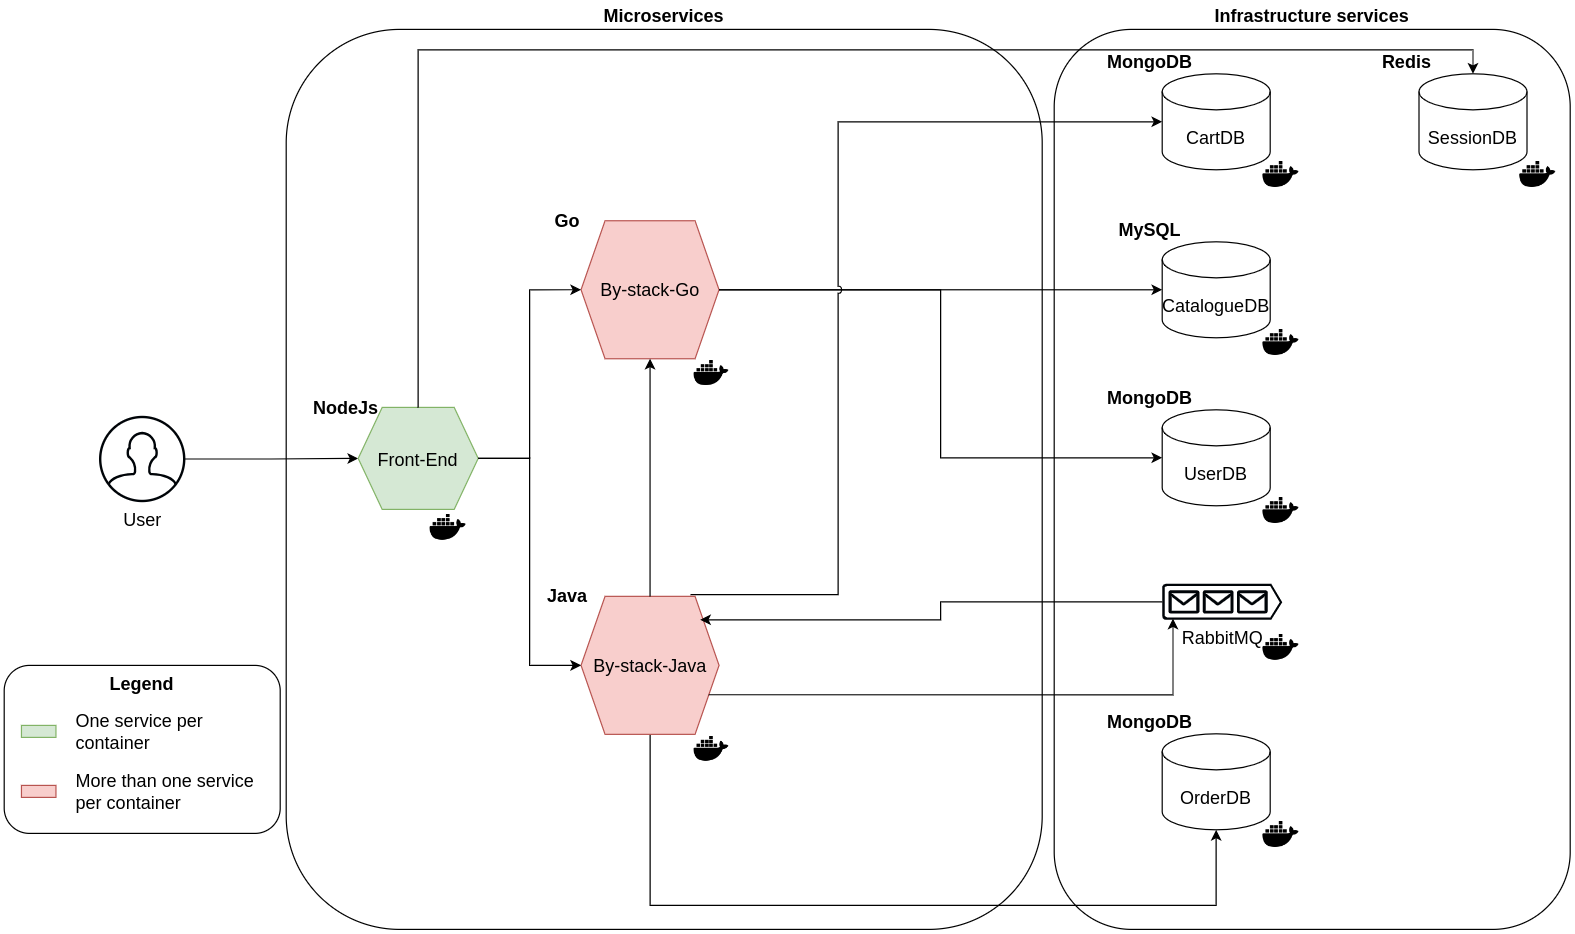 Microservices
Infrastructure services
MongoDB
Redis
CartDB
SessionDB
Go
MySQL
By-stack-Go
CatalogueDB
NodeJs
MongoDB
Front-End
UserDB
User
Java
RabbitMQ
By-stack-Java
Legend
One service per
container
More than one service
per container
MongoDB
OrderDB